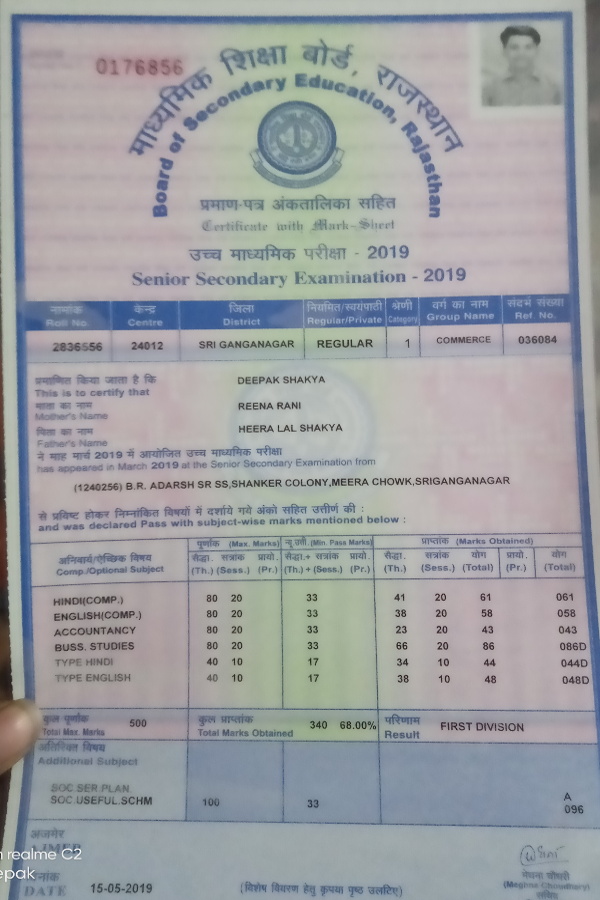 0176856
माध्यमिक शिक्षा बोर्ड, राजस्थान
Board of Secondary Education, Rajasthan
प्रमाण-पत्र अंकतालिका सहित
Certificate with Mark-Sheet
उच्च माध्यमिक परीक्षा - 2019
Senior Secondary Examination - 2019
नामांक केन्द्र जिला नियमित/स्वयंपाठी श्रेणी वर्ग का नाम संदर्भ संख्या
Roll No. Centre District Regular/Private Category Group Name Ref. No.
2836556 24012 SRI GANGANAGAR REGULAR 1 COMMERCE 036084
प्रमाणित किया जाता है कि DEEPAK SHAKYA
This is to certify that
माता का नाम REENA RANI
Mother's Name
पिता का नाम HEERA LAL SHAKYA
Father's Name
ने माह मार्च 2019 में आयोजित उच्च माध्यमिक परीक्षा
has appeared in March 2019 at the Senior Secondary Examination from
(1240256) B.R. ADARSH SR SS,SHANKER COLONY,MEERA CHOWK,SRIGANGANAGAR
से प्रविष्ट होकर निम्नांकित विषयों में दर्शाये गये अंको सहित उत्तीर्ण की :
and was declared Pass with subject-wise marks mentioned below :
पूर्णांक (Max. Marks) न्यू.उत्ती. (Min. Pass Marks) प्राप्तांक (Marks Obtained)
अनिवार्य/ऐच्छिक विषय सैद्धा. सत्रांक प्रायो. सैद्धा.+ सत्रांक प्रायो. सैद्धा. सत्रांक योग प्रायो. योग
Comp./Optional Subject (Th.) (Sess.) (Pr.) (Th.) + (Sess.) (Pr.) (Th.) (Sess.) (Total) (Pr.) (Total)
HINDI(COMP.) 80 20 33 41 20 61 061
ENGLISH(COMP.) 80 20 33 38 20 58 058
ACCOUNTANCY 80 20 33 23 20 43 043
BUSS. STUDIES 80 20 33 66 20 86 086D
TYPE HINDI 40 10 17 34 10 44 044D
TYPE ENGLISH 40 10 17 38 10 48 048D
कुल पूर्णांक 500 कुल प्राप्तांक 340 68.00% परिणाम FIRST DIVISION
Total Max. Marks Total Marks Obtained Result
अतिरिक्त विषय
Additional Subject
SOC.SER.PLAN. A
SOC.USEFUL.SCHM 100 33 096
अजमेर
AJMER
DATE 15-05-2019 (विशेष विवरण हेतु कृपया पृष्ठ उलटिए)
मेघना चौधरी
(Meghna Choudhary)
सचिव
realme C2